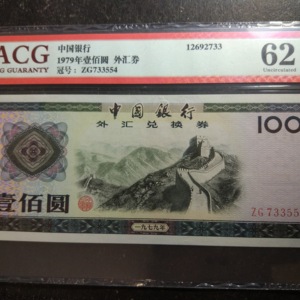 ACG
NG GUARANTY
中国银行
1979年壹佰圆 外汇券
冠号: ZG733554
12692733
62
Uncirculated
中国银行
外汇兑换券
100
壹佰圆
ZG73355
一九七九年